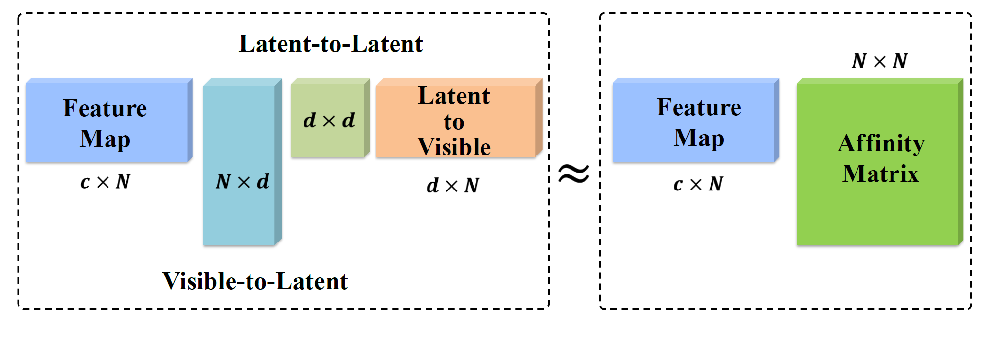 Latent-to-Latent
Feature
Map
c × N
N × d
d × d
Latent
to
Visible
d × N
Visible-to-Latent
≈
Feature
Map
c × N
N × N
Affinity
Matrix